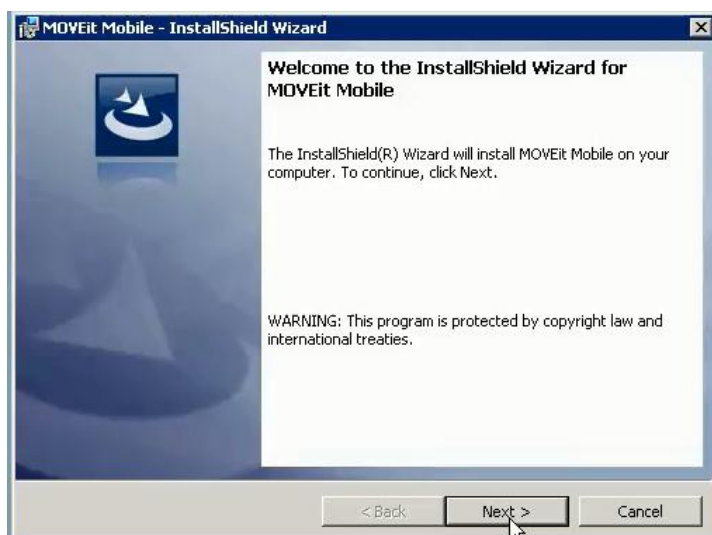 MOVEit Mobile - InstallShield Wizard
Welcome to the InstallShield Wizard for
MOVEit Mobile
The InstallShield(R) Wizard will install MOVEit Mobile on your
computer. To continue, click Next.
WARNING: This program is protected by copyright law and
international treaties.
< Back Next > Cancel